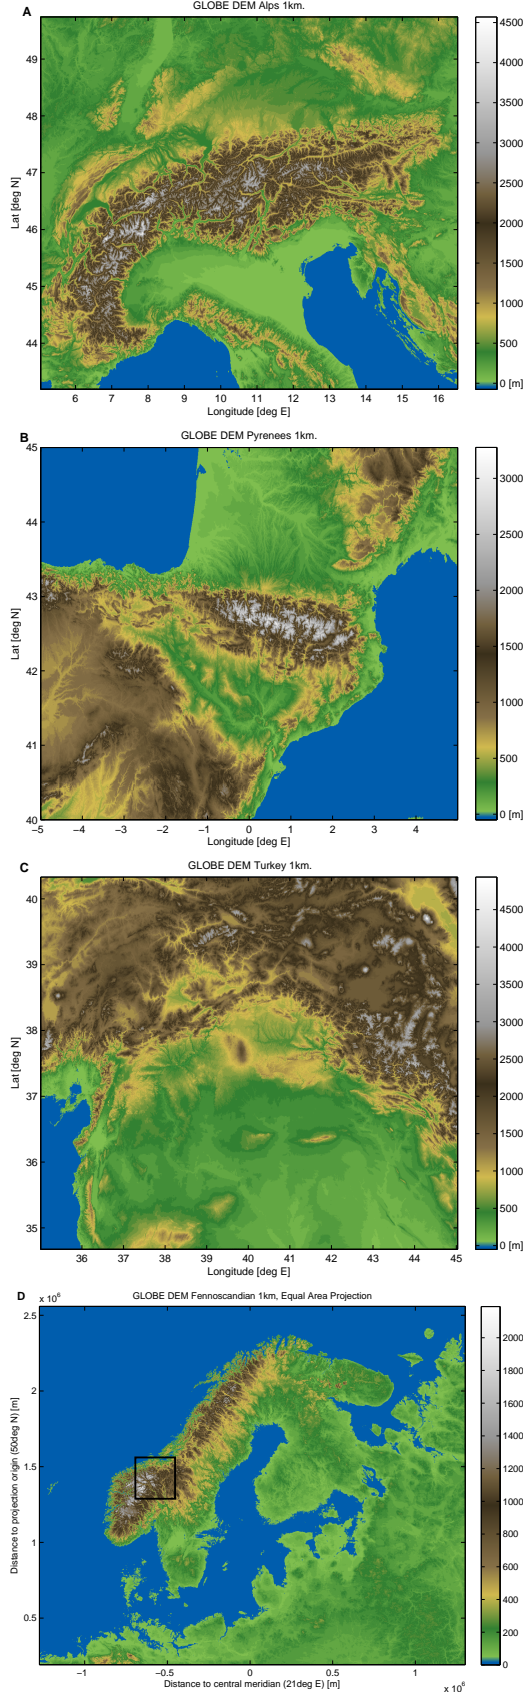 A
GLOBE DEM Alps 1km.
49
48
47
46
45
44
Lat [deg N]
6 7 8 9 10 11 12 13 14 15 16
Longitude [deg E]
4500
4000
3500
3000
2500
2000
1500
1000
500
0 [m]
B
GLOBE DEM Pyrenees 1km.
45
44
43
42
41
40
Lat [deg N]
−5 −4 −3 −2 −1 0 1 2 3 4
Longitude [deg E]
3000
2500
2000
1500
1000
500
0 [m]
C
GLOBE DEM Turkey 1km.
40
39
38
37
36
35
Lat [deg N]
36 37 38 39 40 41 42 43 44 45
Longitude [deg E]
4500
4000
3500
3000
2500
2000
1500
1000
500
0 [m]
D
x 10⁶
GLOBE DEM Fennoscandian 1km, Equal Area Projection
2.5
2
1.5
1
0.5
Distance to projection origin (50deg N) [m]
−1 −0.5 0 0.5 1
Distance to central meridian (21deg E) [m]
x 10⁶
2000
1800
1600
1400
1200
1000
800
600
400
200
0